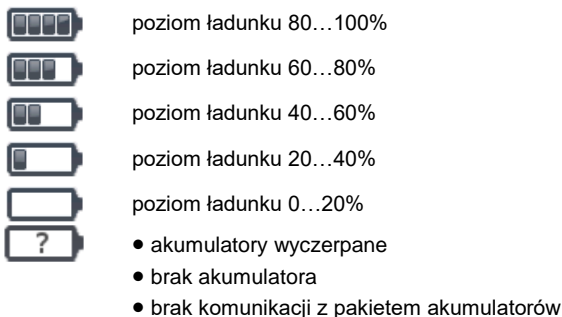 poziom ładunku 80…100%
poziom ładunku 60…80%
poziom ładunku 40…60%
poziom ładunku 20…40%
poziom ładunku 0…20%
? • akumulatory wyczerpane
• brak akumulatora
• brak komunikacji z pakietem akumulatorów